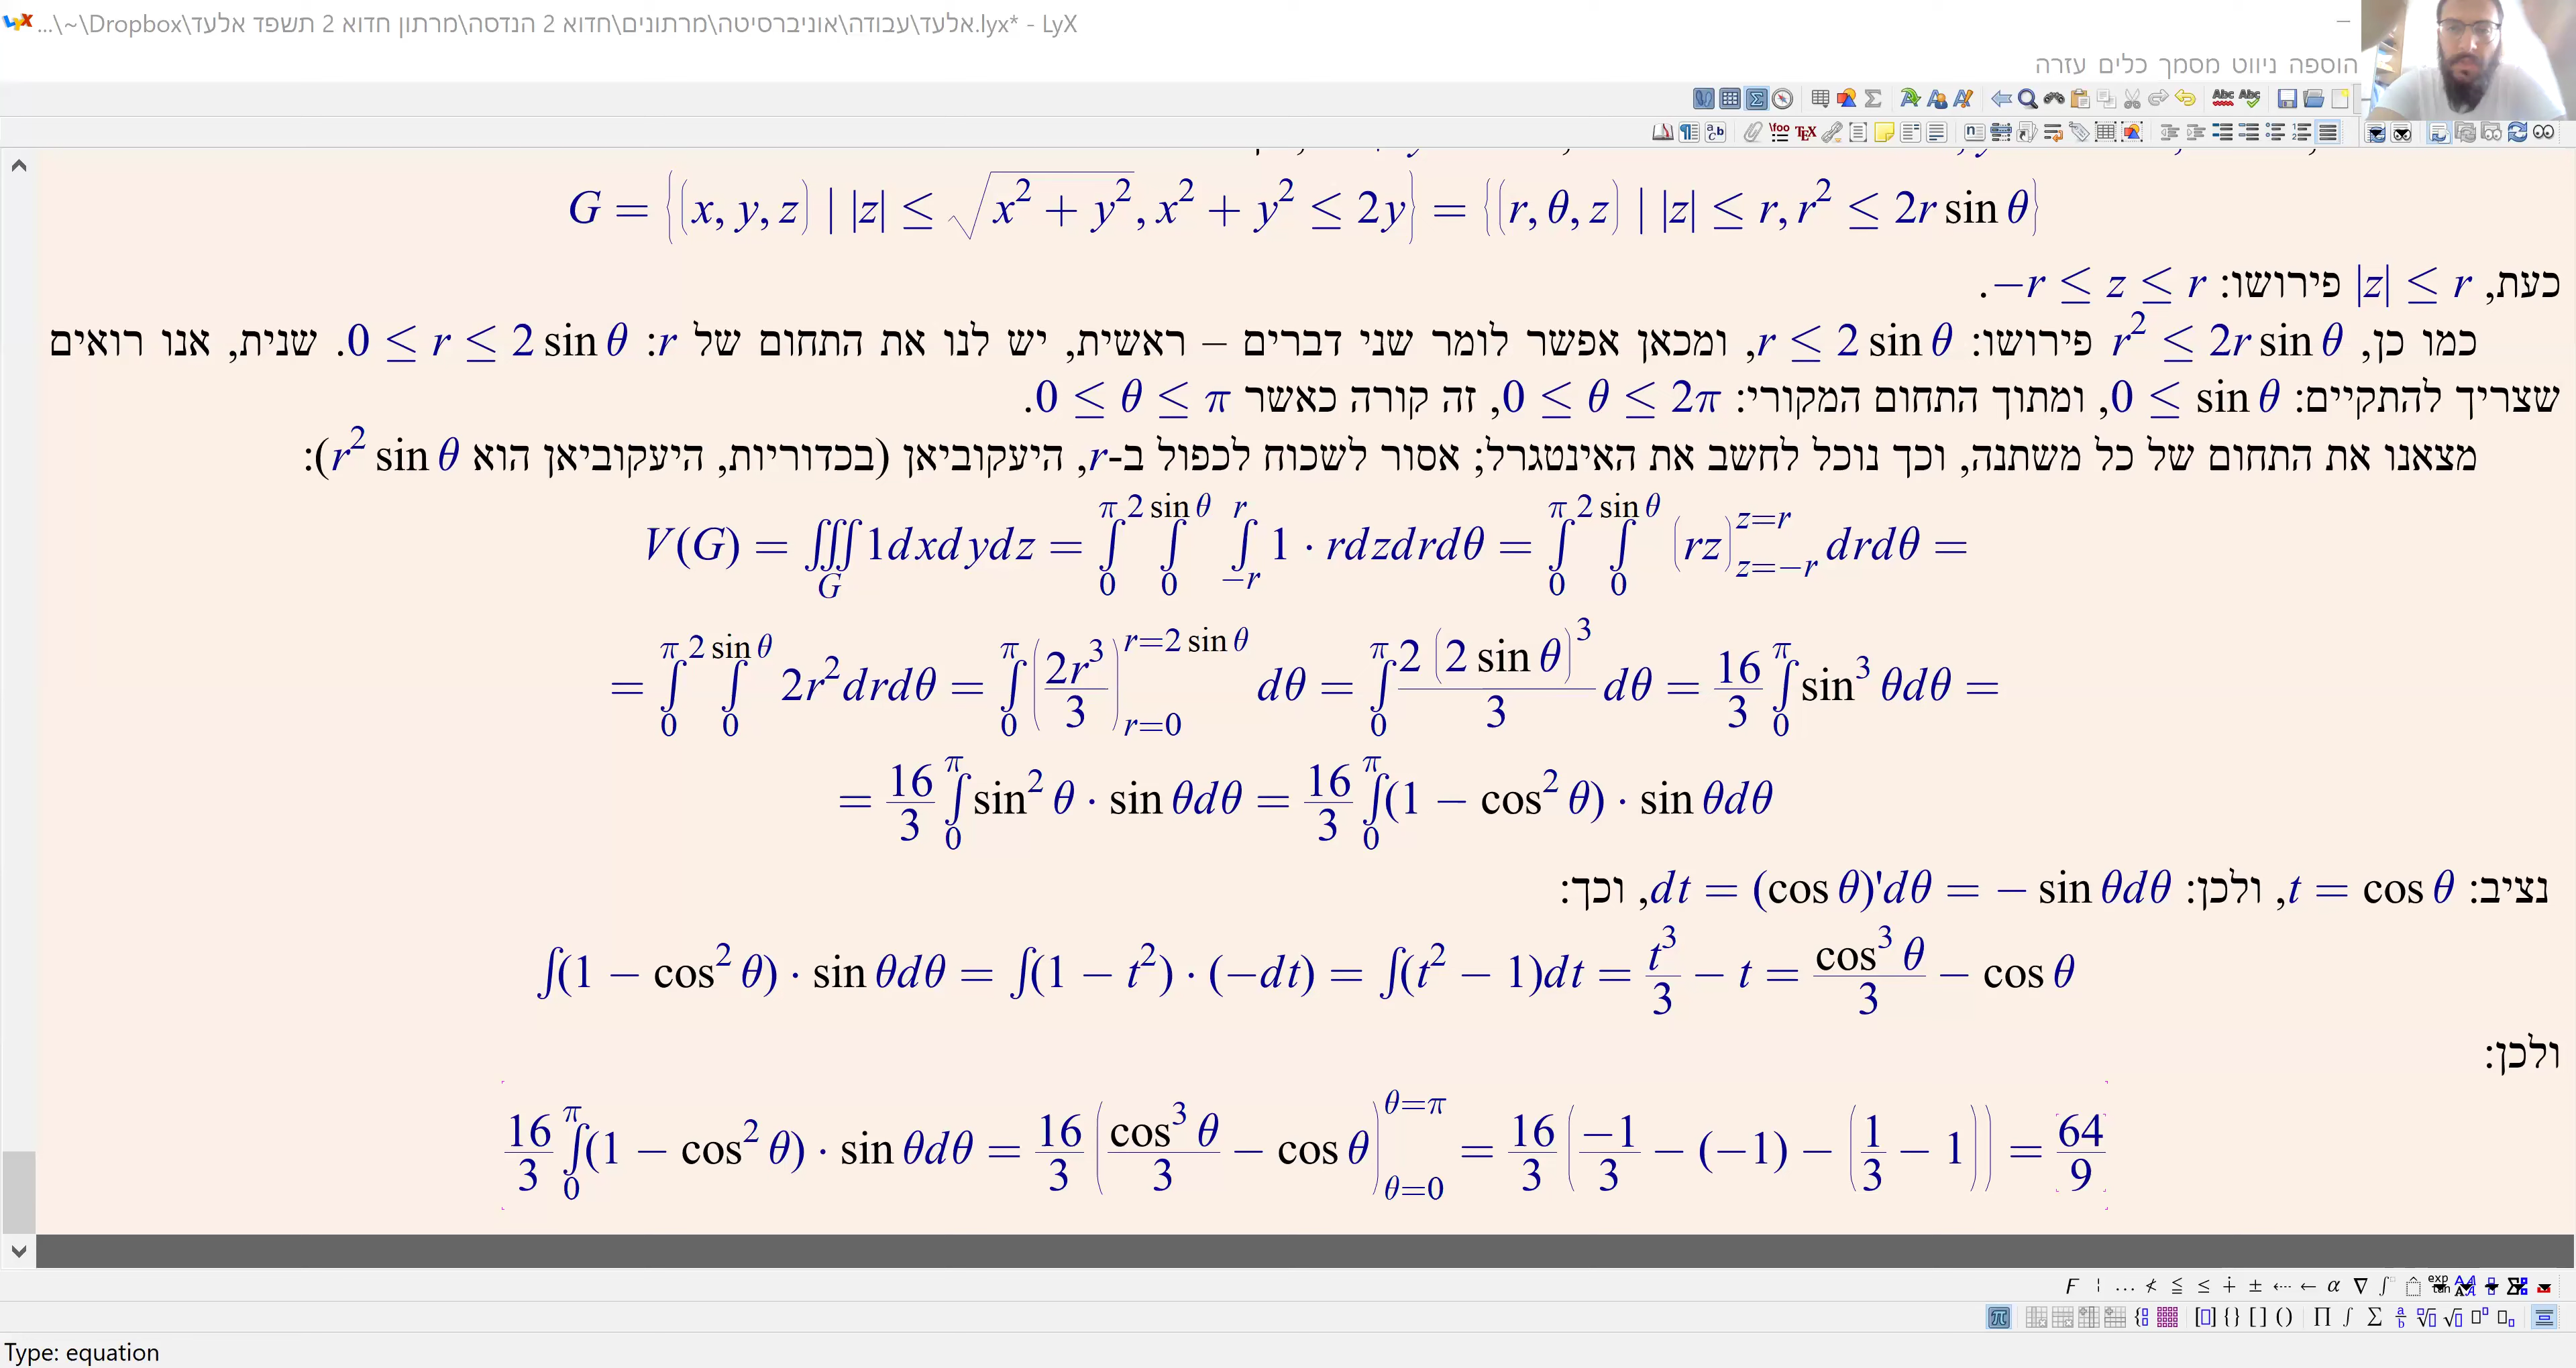 ...\~\Dropbox\אלעד\עבודה\אוניברסיטה\מרתונים\חדוא 2 הנדסה\מרתון חדוא 2 תשפד אלעד.lyx* - LyX
הוספה ניווט מסמך כלים עזרה
G = {(x, y, z) | |z| ≤ √(x² + y²), x² + y² ≤ 2y} = {(r, θ, z) | |z| ≤ r, r² ≤ 2r sin θ}
כעת, |z| ≤ r פירושו: −r ≤ z ≤ r.
כמו כן, r² ≤ 2r sin θ פירושו: r ≤ 2 sin θ, ומכאן אפשר לומר שני דברים – ראשית, יש לנו את התחום של r: 0 ≤ r ≤ 2 sin θ. שנית, אנו רואים
שצריך להתקיים: 0 ≤ sin θ, ומתוך התחום המקורי: 0 ≤ θ ≤ 2π, זה קורה כאשר 0 ≤ θ ≤ π.
מצאנו את התחום של כל משתנה, וכך נוכל לחשב את האינטגרל; אסור לשכוח לכפול ב-r, היעקוביאן (בכדוריות, היעקוביאן הוא r² sin θ):
V(G) = ∭_G 1dxdydz = ∫_0^π ∫_0^{2 sin θ} ∫_{−r}^{r} 1 · rdzdrdθ = ∫_0^π ∫_0^{2 sin θ} (rz)_{z=−r}^{z=r} drdθ =
= ∫_0^π ∫_0^{2 sin θ} 2r²drdθ = ∫_0^π (2r³/3)_{r=0}^{r=2 sin θ} dθ = ∫_0^π 2(2 sin θ)³/3 dθ = 16/3 ∫_0^π sin³ θdθ =
= 16/3 ∫_0^π sin² θ · sin θdθ = 16/3 ∫_0^π (1 − cos² θ) · sin θdθ
נציב: t = cos θ, ולכן: dt = (cos θ)'dθ = − sin θdθ, וכך:
∫(1 − cos² θ) · sin θdθ = ∫(1 − t²) · (−dt) = ∫(t² − 1)dt = t³/3 − t = cos³ θ/3 − cos θ
ולכן:
16/3 ∫_0^π (1 − cos² θ) · sin θdθ = 16/3 (cos³ θ/3 − cos θ)_{θ=0}^{θ=π} = 16/3 (−1/3 − (−1) − (1/3 − 1)) = 64/9
Type: equation